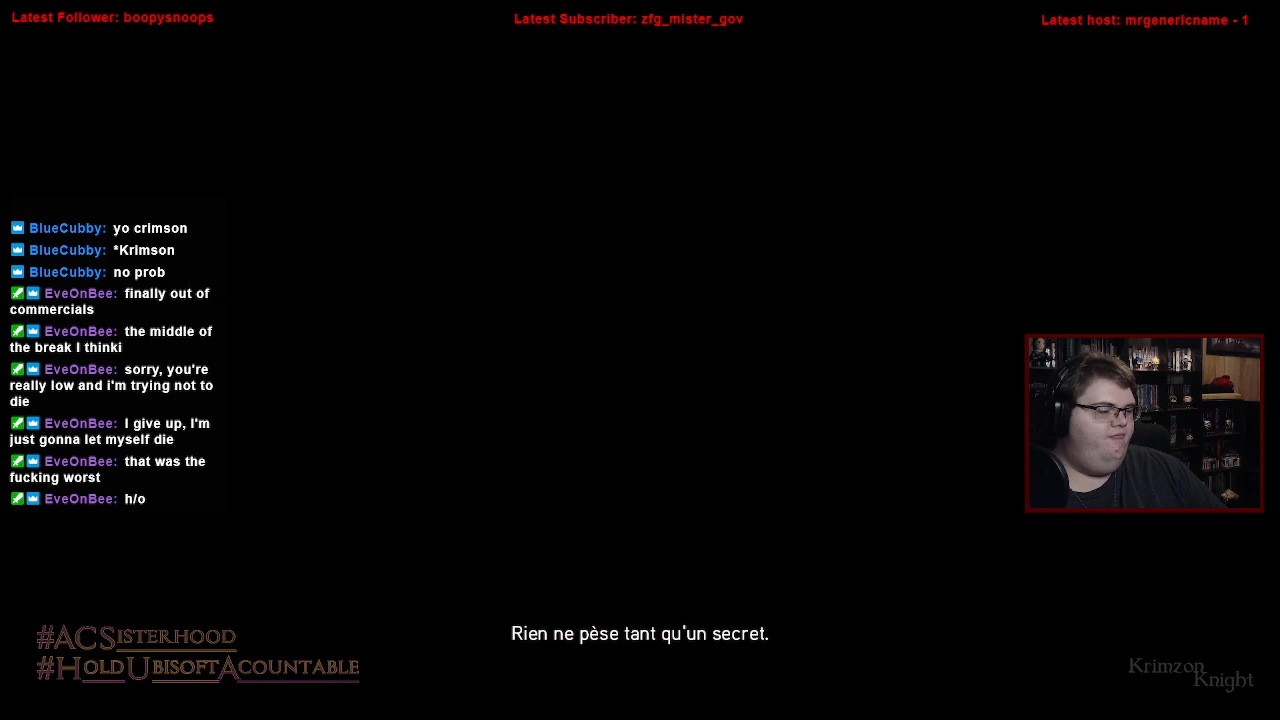 Latest Follower: boopysnoops
Latest Subscriber: zfg_mister_gov
Latest host: mrgenericname - 1
BlueCubby: yo crimson
BlueCubby: *Krimson
BlueCubby: no prob
EveOnBee: finally out of
commercials
EveOnBee: the middle of
the break I thinki
EveOnBee: sorry, you're
really low and i'm trying not to
die
EveOnBee: I give up, I'm
just gonna let myself die
EveOnBee: that was the
fucking worst
EveOnBee: h/o
#ACSisterhood
#HoldUbisoftAcountable
Rien ne pèse tant qu'un secret.
Krimzon
Knight